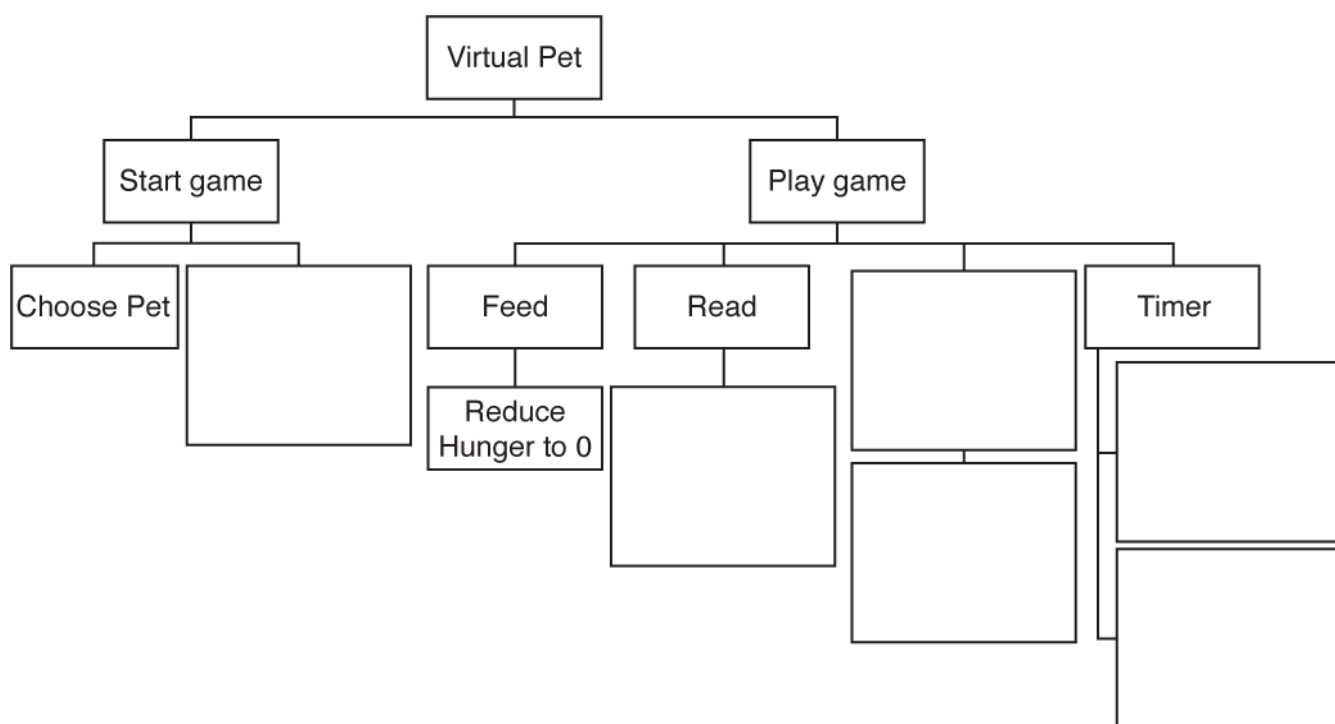 Virtual Pet
Start game
Play game
Choose Pet
Feed
Read
Timer
Reduce
Hunger to 0